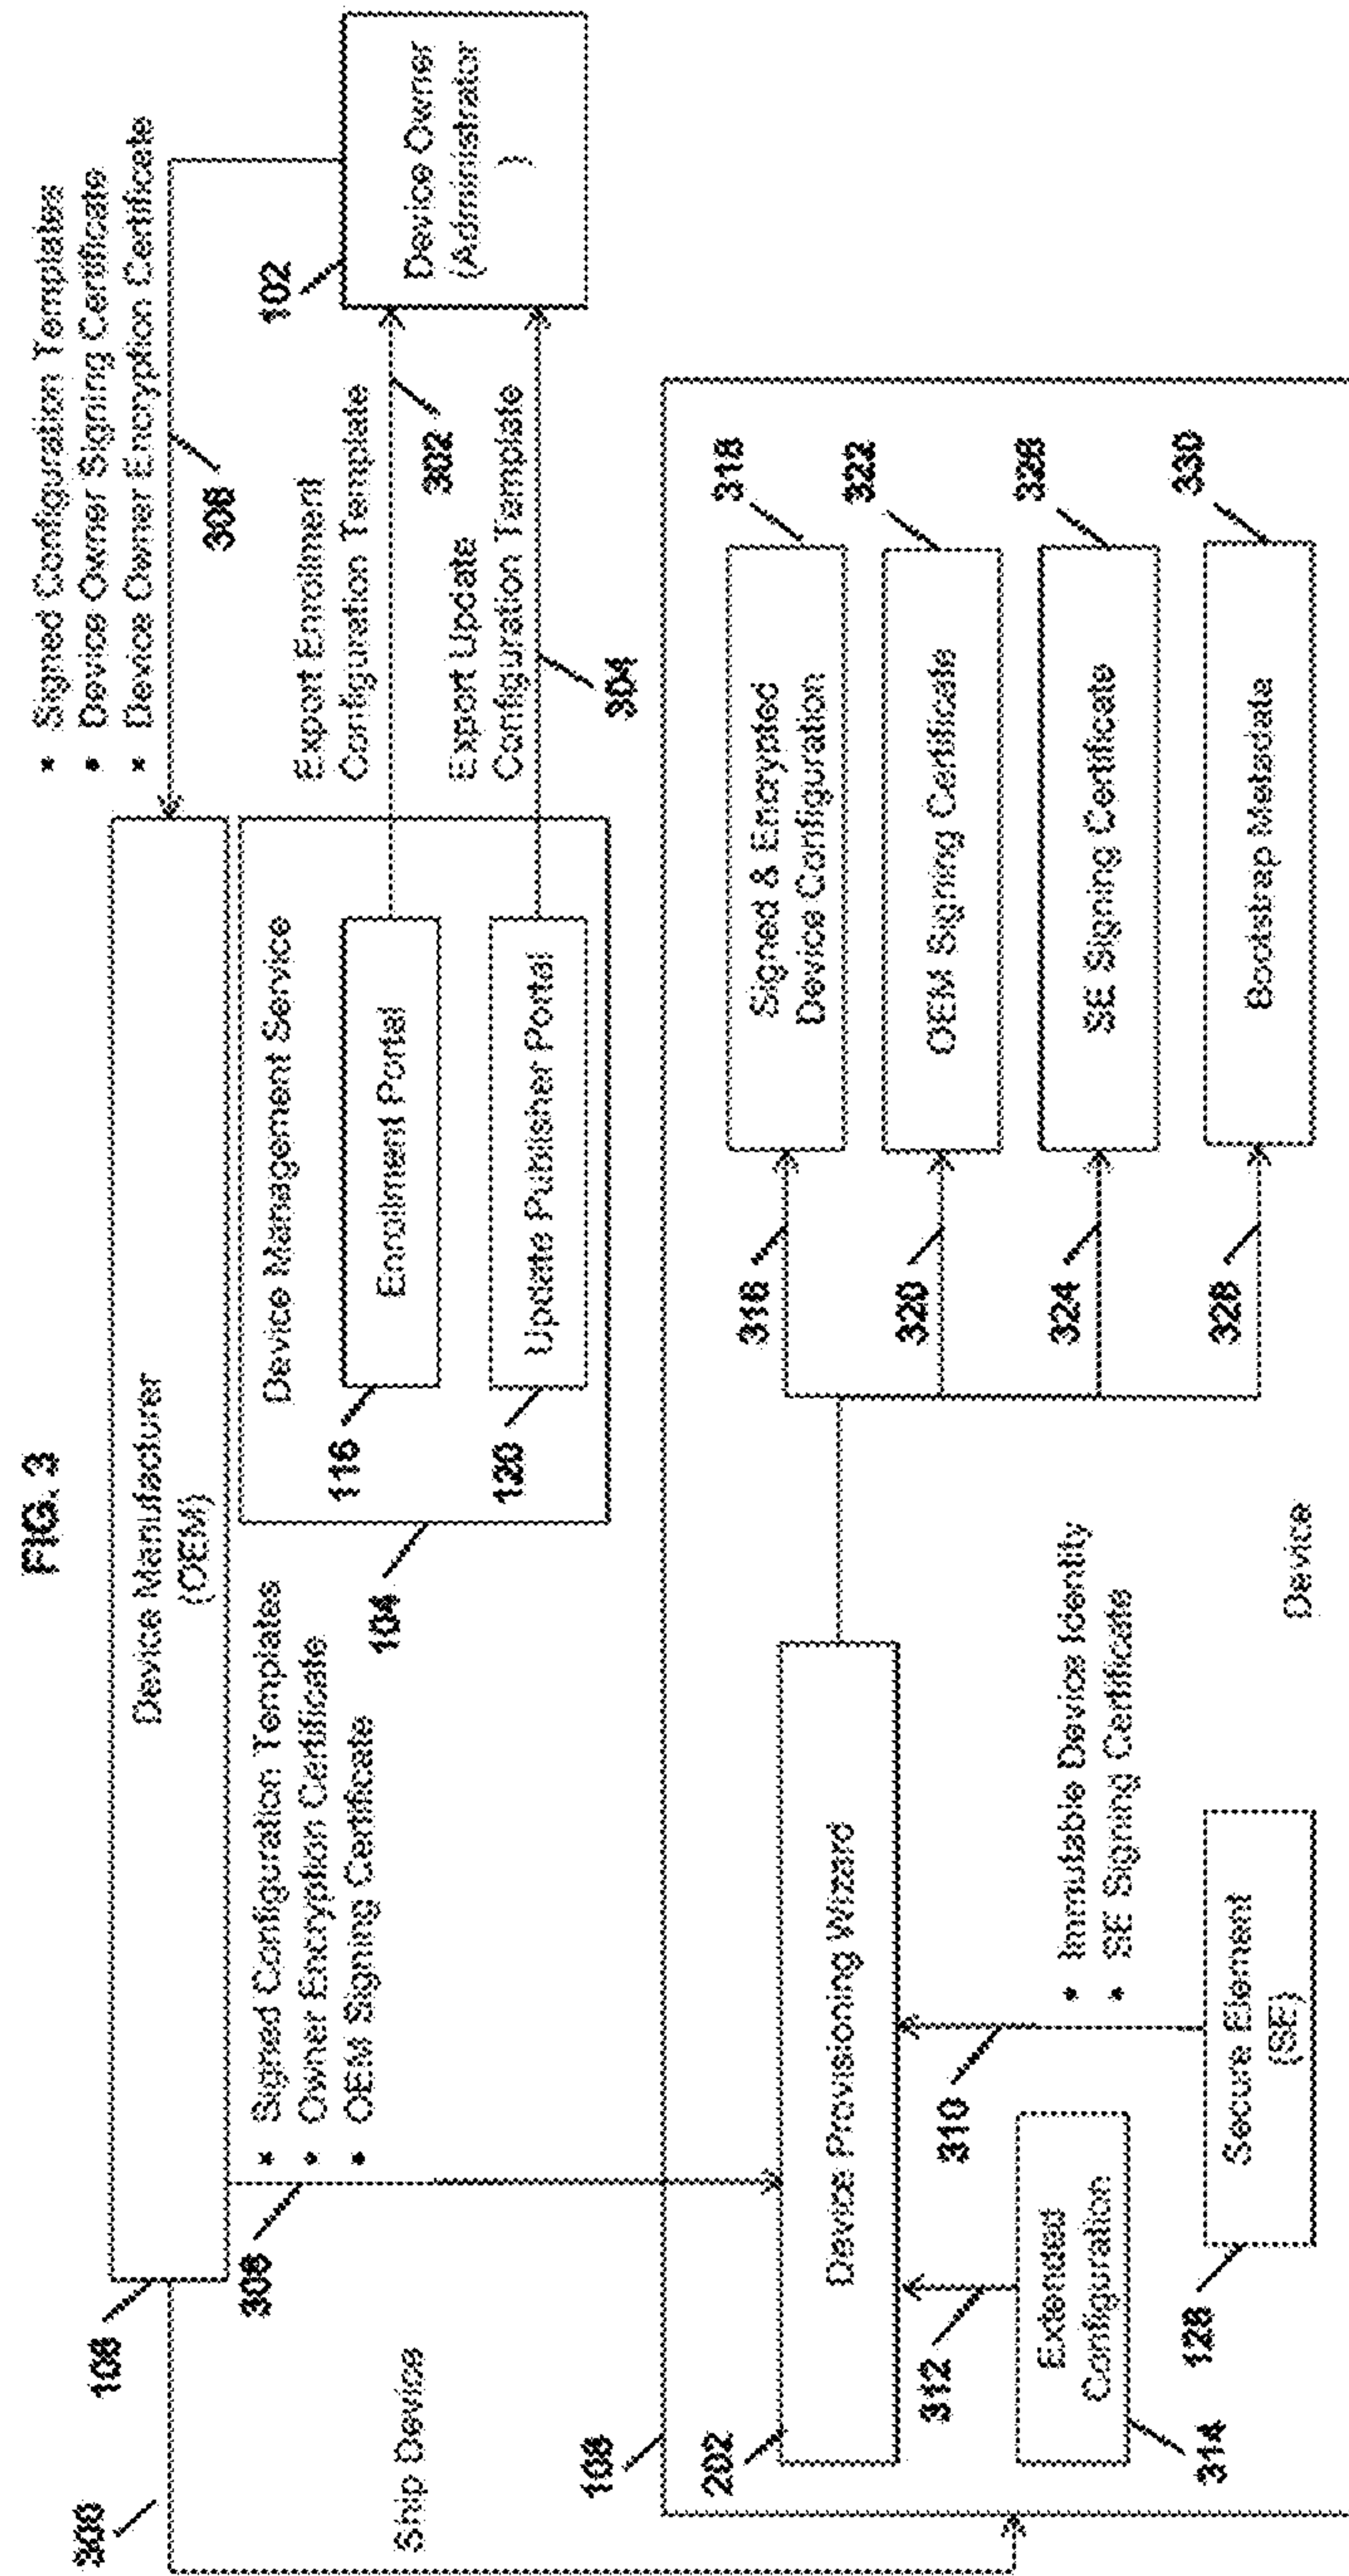 FIG. 3
300
Device Manufacturer
(OEM)
Signed Configuration Templates
Device Owner Signing Certificate
Device Owner Encryption Certificate
Ship Device
Signed Configuration Templates
Owner Encryption Certificate
OEM Signing Certificate
104
Device Management Service
116
Enrollment Portal
120
Update Publisher Portal
Export Enrollment
Configuration Template
302
Export Update
Configuration Template
304
102
Device Owner
(Administrator
)
202
Device Provisioning Wizard
312
310
Extended
Configuration
314
Immutable Device Identity
SE Signing Certificate
128
Secure Element
(SE)
Device
316
Signed & Encrypted
Device Configuration
318
320
OEM Signing Certificate
322
324
SE Signing Certificate
326
328
Bootstrap Metadata
330